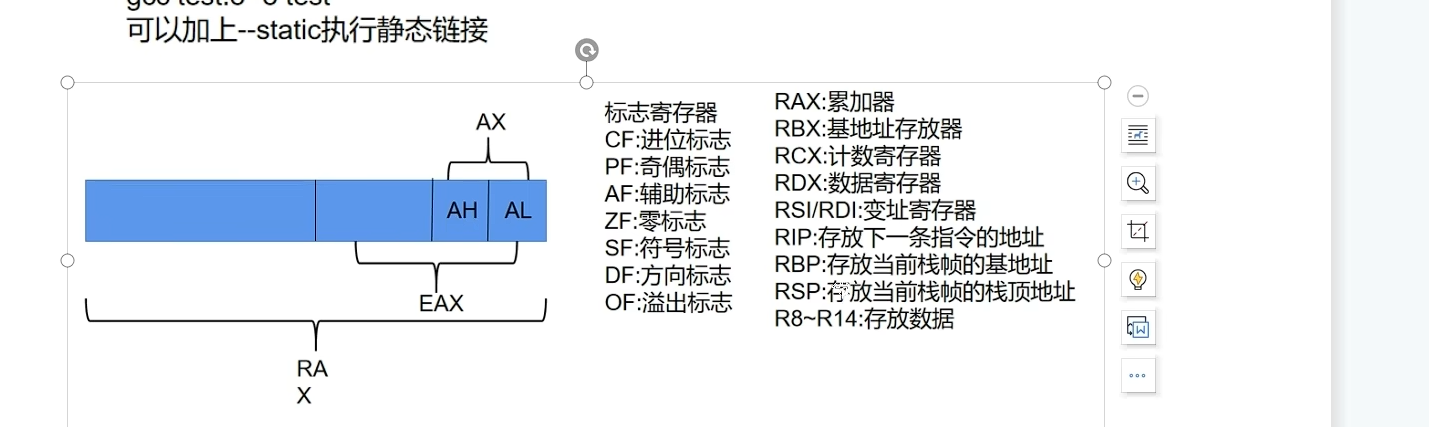 可以加上--static执行静态链接
AX
AH AL
EAX
RA
X
标志寄存器
CF:进位标志
PF:奇偶标志
AF:辅助标志
ZF:零标志
SF:符号标志
DF:方向标志
OF:溢出标志
RAX:累加器
RBX:基地址存放器
RCX:计数寄存器
RDX:数据寄存器
RSI/RDI:变址寄存器
RIP:存放下一条指令的地址
RBP:存放当前栈帧的基地址
RSP:存放当前栈帧的栈顶地址
R8~R14:存放数据